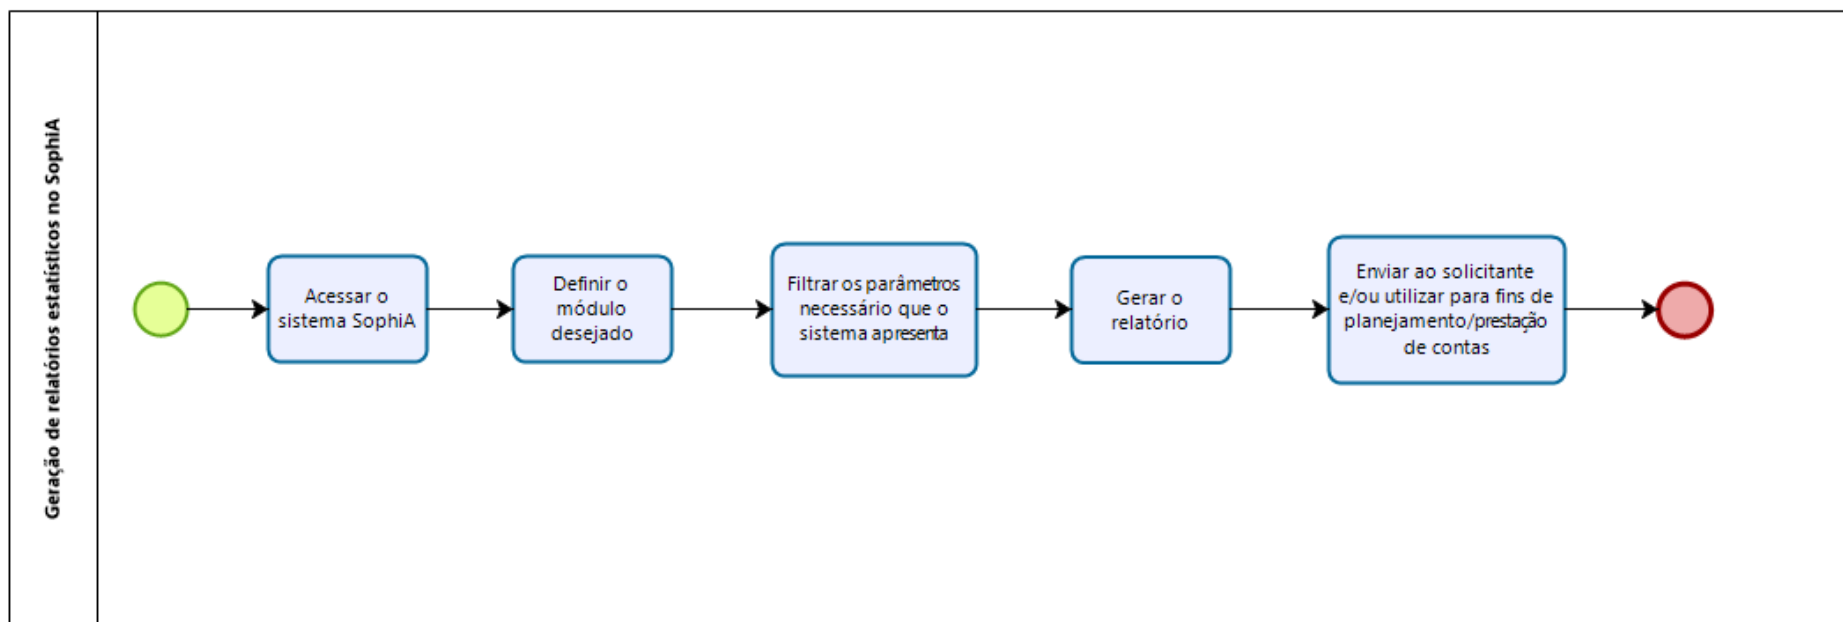 Geração de relatórios estatísticos no SophiA
Acessar o
sistema SophiA
Definir o
módulo
desejado
Filtrar os parâmetros
necessário que o
sistema apresenta
Gerar o
relatório
Enviar ao solicitante
e/ou utilizar para fins de
planejamento/prestação
de contas